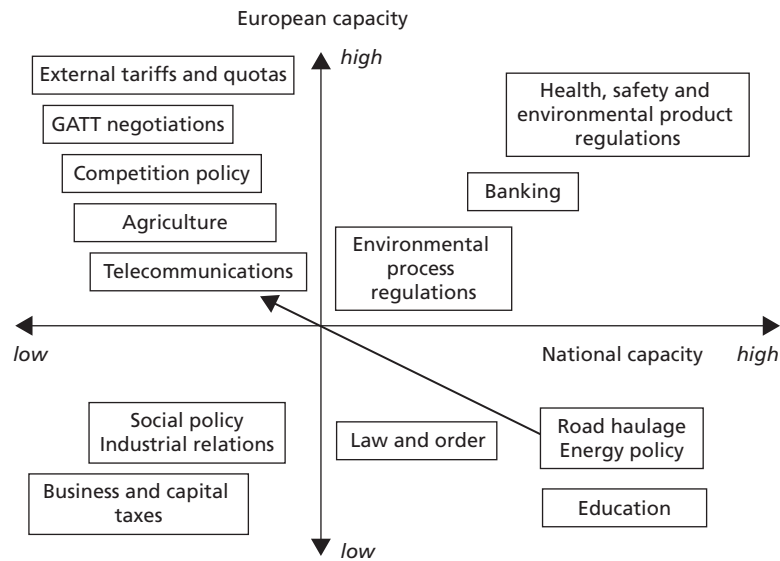 European capacity
high
External tariffs and quotas
GATT negotiations
Competition policy
Agriculture
Telecommunications
Health, safety and
environmental product
regulations
Banking
Environmental
process
regulations
low
National capacity
high
Social policy
Industrial relations
Law and order
Road haulage
Energy policy
Business and capital
taxes
Education
low